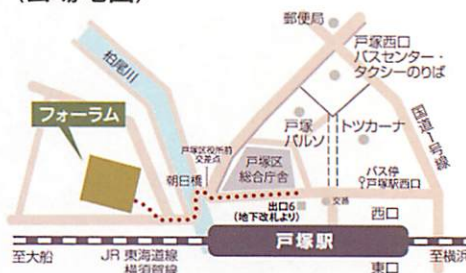 郵便局
戸塚西口
バスセンター・
タクシーのりば
柏尾川
国道1号線
フォーラム
戸塚
パルソ
トツカーナ
戸塚区役所前
交差点
朝日橋
戸塚区
総合庁舎
バス停
戸塚駅西口
出口6
(地下改札より)
交番
西口
戸塚駅
至大船
JR 東海道線
横須賀線
至横浜
東口